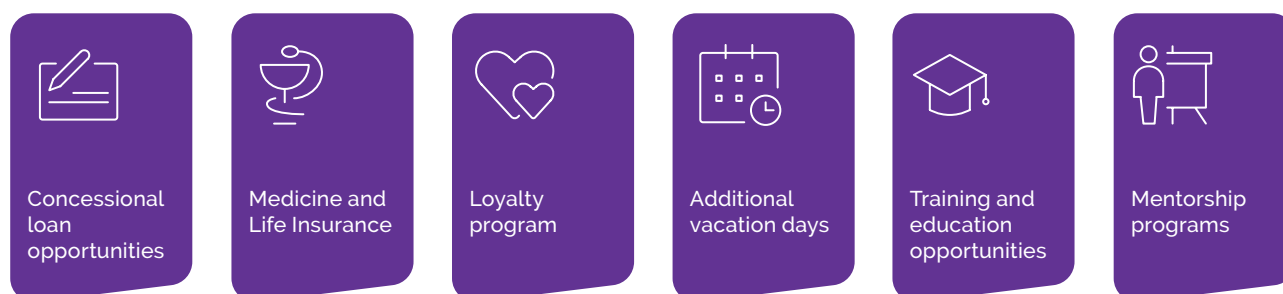 Concessional
loan
opportunities
Medicine and
Life Insurance
Loyalty
program
Additional
vacation days
Training and
education
opportunities
Mentorship
programs